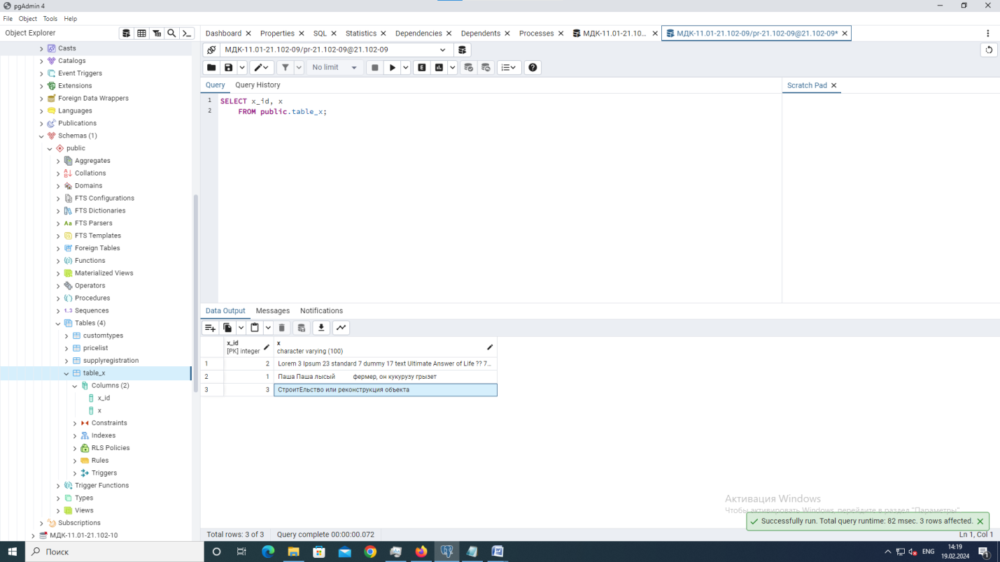 pgAdmin 4
File Object Tools Help
Object Explorer
Dashboard Properties SQL Statistics Dependencies Dependents Processes МДК-11.01-21.10... МДК-11.01-21.102-09/pr-21.102-09@21.102-09*
МДК-11.01-21.102-09/pr-21.102-09@21.102-09
No limit
Query Query History
Scratch Pad
1 SELECT x_id, x
2 FROM public.table_x;
Casts
Catalogs
Event Triggers
Extensions
Foreign Data Wrappers
Languages
Publications
Schemas (1)
public
Aggregates
Collations
Domains
FTS Configurations
FTS Dictionaries
Aa FTS Parsers
FTS Templates
Foreign Tables
Functions
Materialized Views
Operators
Procedures
1..3 Sequences
Tables (4)
customtypes
pricelist
supplyregistration
table_x
Columns (2)
x_id
x
Constraints
Indexes
RLS Policies
Rules
Triggers
Trigger Functions
Types
Views
Subscriptions
МДК-11.01-21.102-10
Data Output Messages Notifications
x_id x
[PK] integer character varying (100)
1 2 Lorem 3 Ipsum 23 standard 7 dummy 17 text Ultimate Answer of Life ?? 7...
2 1 Паша Паша лысый фермер, он кукурузу грызет
3 3 СтроитЕльство или реконструкция объекта
Активация Windows
Чтобы активировать Windows, перейдите в раздел "Параметры".
Successfully run. Total query runtime: 82 msec. 3 rows affected.
Total rows: 3 of 3 Query complete 00:00:00.072 Ln 1, Col 1
Поиск
ENG
14:19
19.02.2024
1